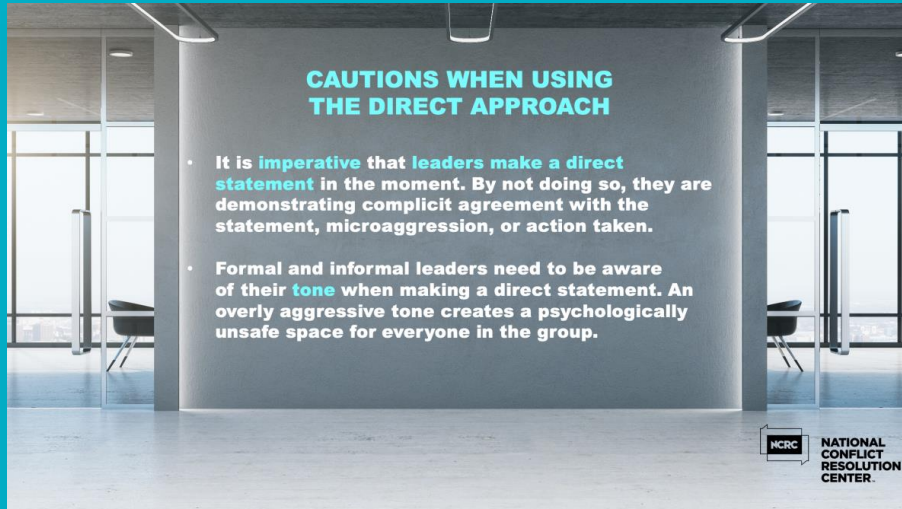 CAUTIONS WHEN USING
THE DIRECT APPROACH
• It is imperative that leaders make a direct
statement in the moment. By not doing so, they are
demonstrating complicit agreement with the
statement, microaggression, or action taken.
• Formal and informal leaders need to be aware
of their tone when making a direct statement. An
overly aggressive tone creates a psychologically
unsafe space for everyone in the group.
NCRC
NATIONAL
CONFLICT
RESOLUTION
CENTER